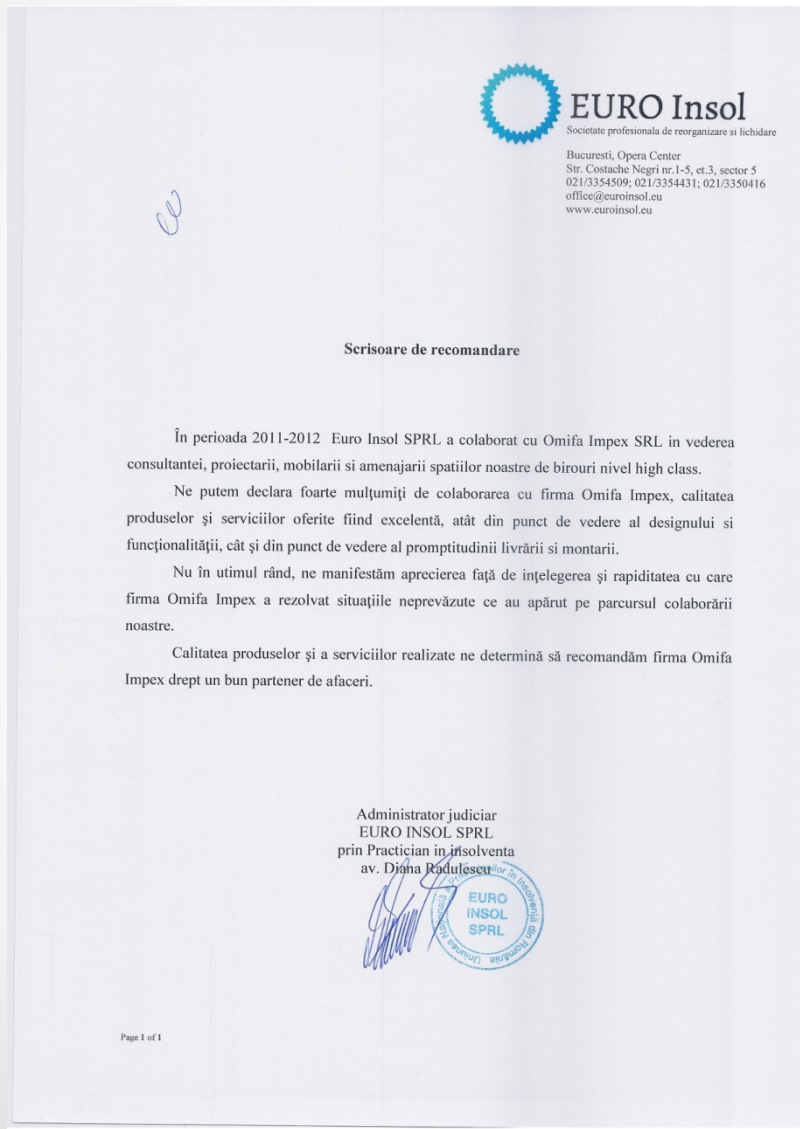 EURO Insol
Societate profesionala de reorganizare si lichidare
Bucuresti, Opera Center
Str. Costache Negri nr.1-5, et.3, sector 5
021/3354509; 021/3354431; 021/3350416
office@euroinsol.eu
www.euroinsol.eu
Scrisoare de recomandare
În perioada 2011-2012 Euro Insol SPRL a colaborat cu Omifa Impex SRL in vederea
consultantei, proiectarii, mobilarii si amenajarii spatiilor noastre de birouri nivel high class.
Ne putem declara foarte mulţumiţi de colaborarea cu firma Omifa Impex, calitatea
produselor şi serviciilor oferite fiind excelentă, atât din punct de vedere al designului si
funcţionalităţii, cât şi din punct de vedere al promptitudinii livrării si montarii.
Nu în utimul rând, ne manifestăm aprecierea faţă de inţelegerea şi rapiditatea cu care
firma Omifa Impex a rezolvat situaţiile neprevăzute ce au apărut pe parcursul colaborării
noastre.
Calitatea produselor şi a serviciilor realizate ne determină să recomandăm firma Omifa
Impex drept un bun partener de afaceri.
Administrator judiciar
EURO INSOL SPRL
prin Practician in insolventa
av. Diana Radulescu
Uniunea Naţională a Practicienilor în Insolvenţă din România
EURO
INSOL
SPRL
Page 1 of 1